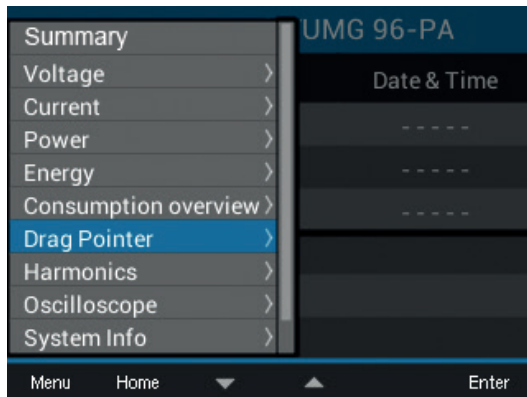 UMG 96-PA
Summary
Voltage
Date & Time
Current
Power
- - - - -
Energy
- - - - -
Consumption overview
- - - - -
Drag Pointer
Harmonics
Oscilloscope
System Info
Menu Home Enter